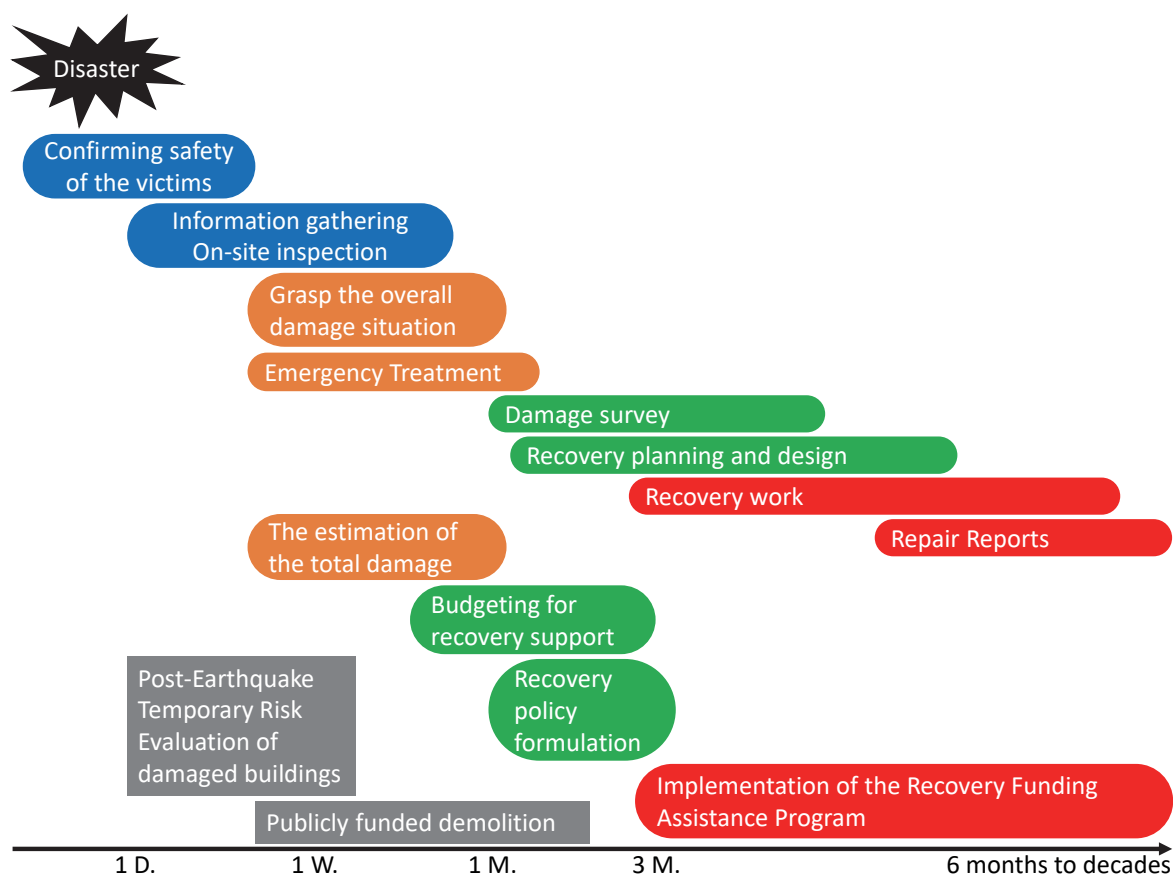 Disaster
Confirming safety
of the victims
Information gathering
On-site inspection
Grasp the overall
damage situation
Emergency Treatment
Damage survey
Recovery planning and design
Recovery work
Repair Reports
The estimation of
the total damage
Budgeting for
recovery support
Recovery
policy
formulation
Post-Earthquake
Temporary Risk
Evaluation of
damaged buildings
Implementation of the Recovery Funding
Assistance Program
Publicly funded demolition
1 D.
1 W.
1 M.
3 M.
6 months to decades